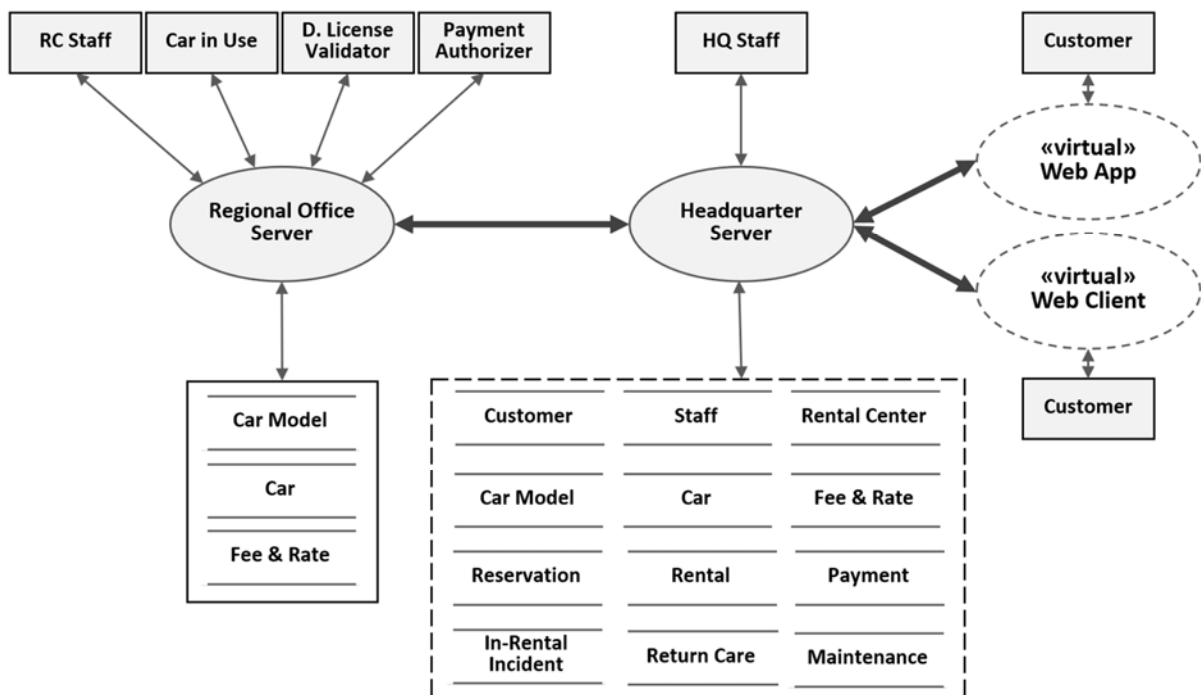 RC Staff
Car in Use
D. License
Validator
Payment
Authorizer
HQ Staff
Customer
«virtual»
Web App
Regional Office
Server
Headquarter
Server
«virtual»
Web Client
Customer
Car Model
Car
Fee & Rate
Customer
Staff
Rental Center
Car Model
Car
Fee & Rate
Reservation
Rental
Payment
In-Rental
Incident
Return Care
Maintenance